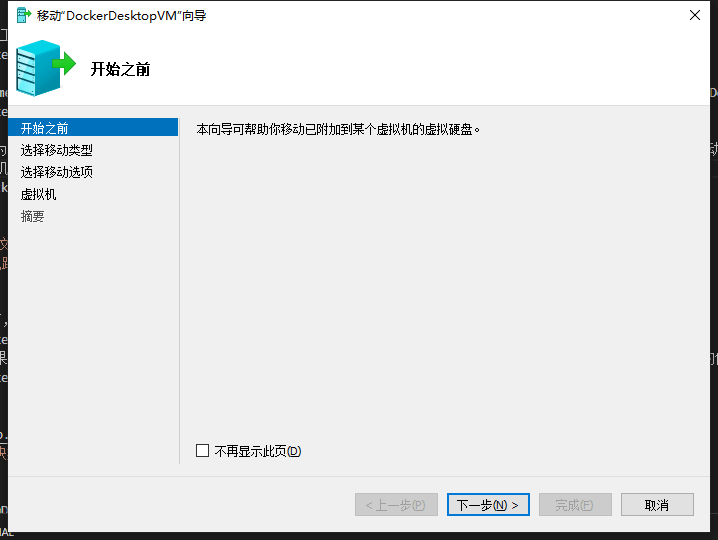 移动“DockerDesktopVM”向导
开始之前
开始之前
选择移动类型
选择移动选项
虚拟机
摘要
本向导可帮助你移动已附加到某个虚拟机的虚拟硬盘。
不再显示此页(D)
< 上一步(P)
下一步(N) >
完成(F)
取消